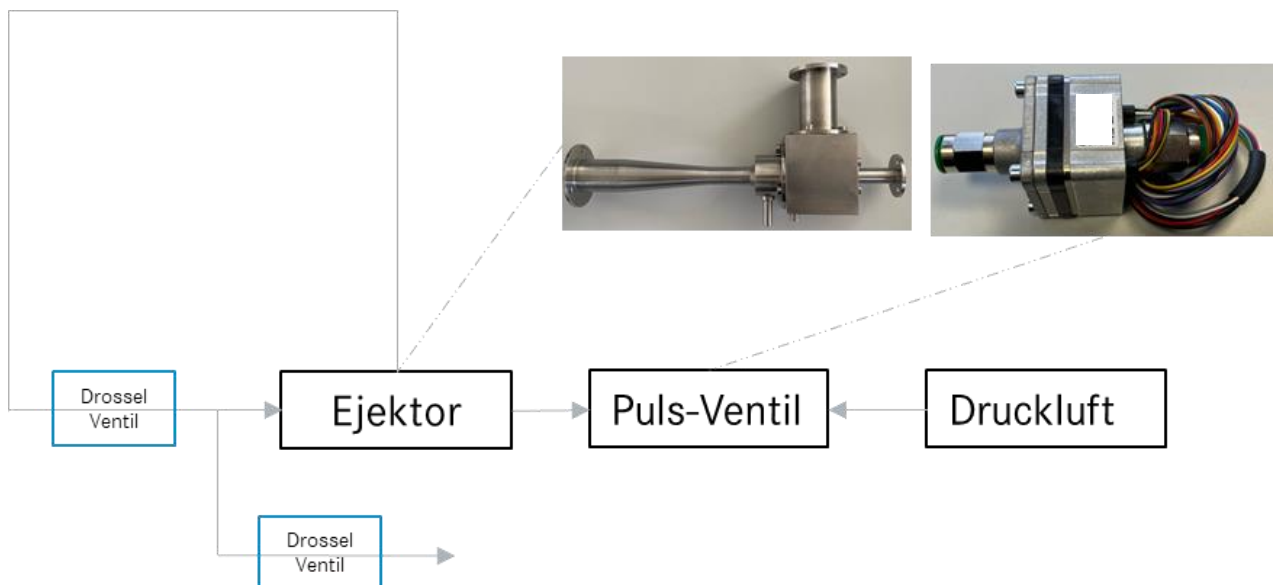 Drossel
Ventil
Ejektor
Puls-Ventil
Druckluft
Drossel
Ventil